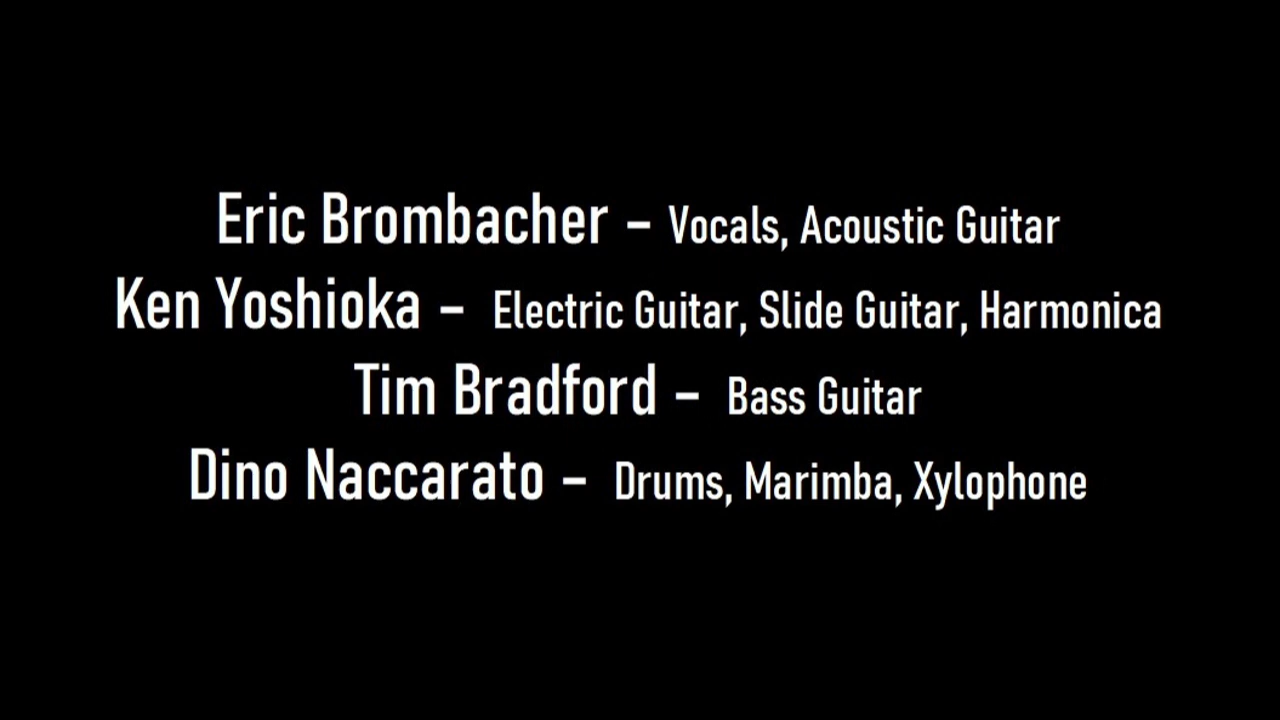 Eric Brombacher – Vocals, Acoustic Guitar
Ken Yoshioka – Electric Guitar, Slide Guitar, Harmonica
Tim Bradford – Bass Guitar
Dino Naccarato – Drums, Marimba, Xylophone